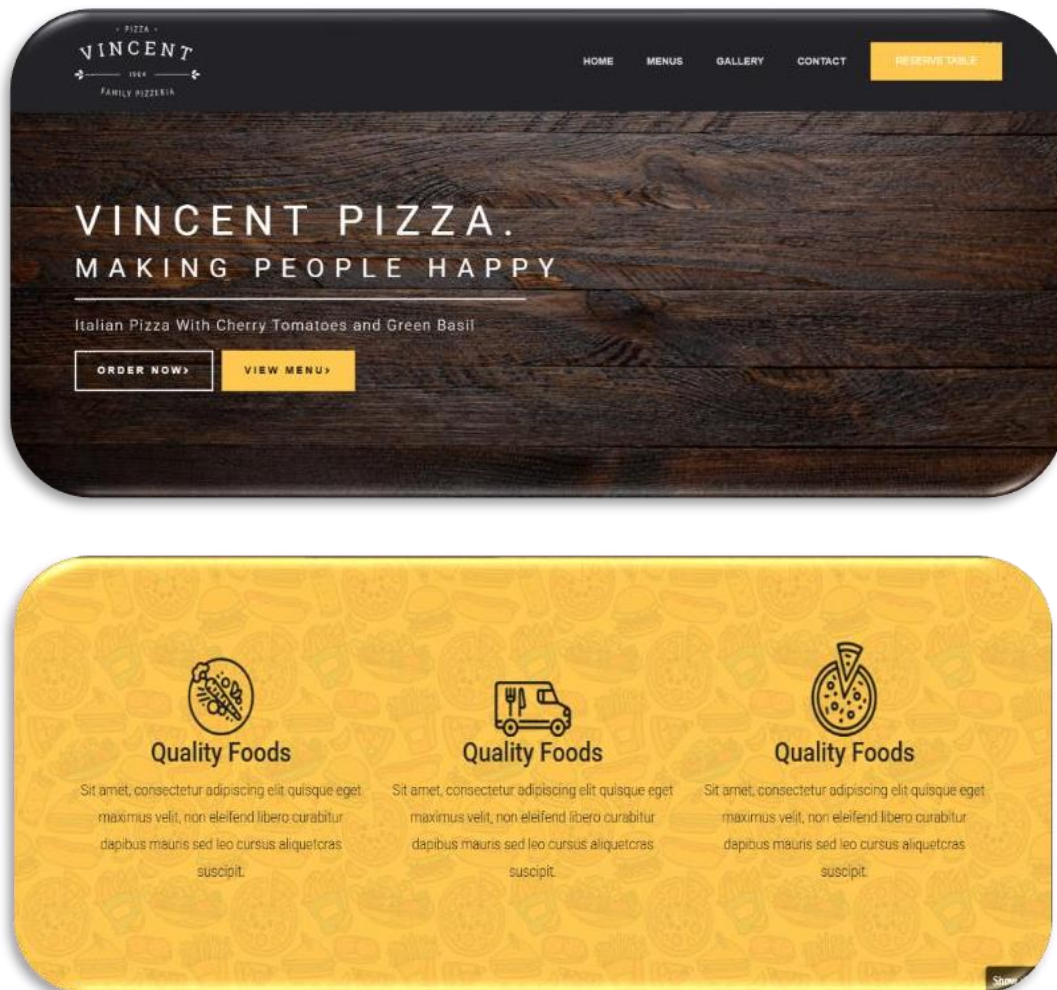 PIZZA
VINCENT
1964
FAMILY PIZZERIA
HOME MENUS GALLERY CONTACT RESERVE TABLE
VINCENT PIZZA.
MAKING PEOPLE HAPPY
Italian Pizza With Cherry Tomatoes and Green Basil
ORDER NOW› VIEW MENU›
Quality Foods
Sit amet, consectetur adipiscing elit quisque eget
maximus velit, non eleifend libero curabitur
dapibus mauris sed leo cursus aliquetcras
suscipit.
Quality Foods
Sit amet, consectetur adipiscing elit quisque eget
maximus velit, non eleifend libero curabitur
dapibus mauris sed leo cursus aliquetcras
suscipit.
Quality Foods
Sit amet, consectetur adipiscing elit quisque eget
maximus velit, non eleifend libero curabitur
dapibus mauris sed leo cursus aliquetcras
suscipit.
Show